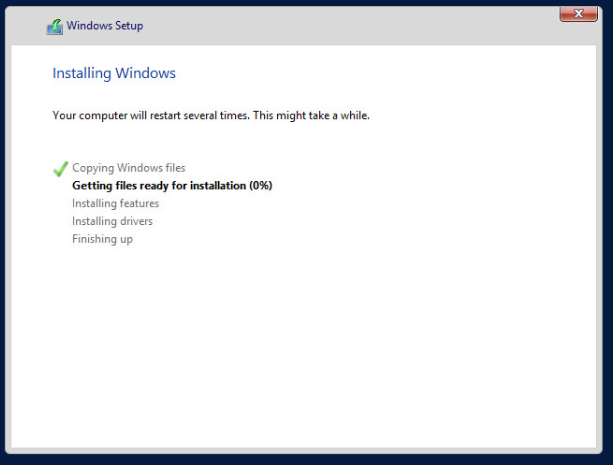 Windows Setup
Installing Windows
Your computer will restart several times. This might take a while.
Copying Windows files
Getting files ready for installation (0%)
Installing features
Installing drivers
Finishing up